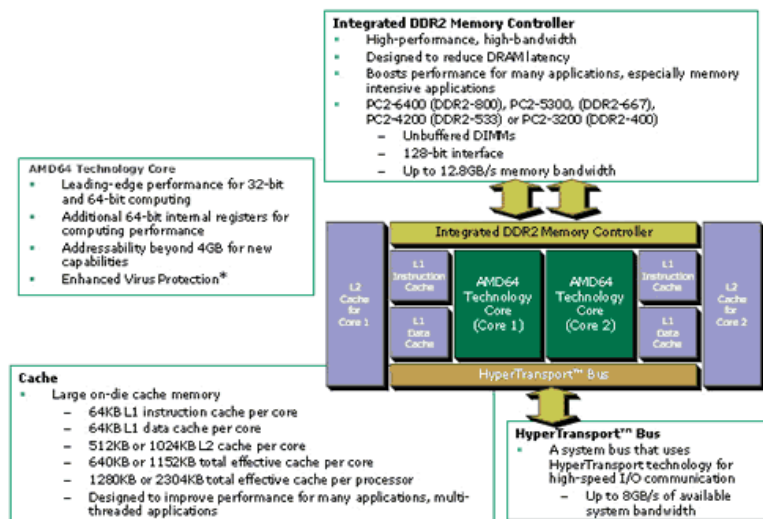 Integrated DDR2 Memory Controller
▪ High-performance, high-bandwidth
▪ Designed to reduce DRAM latency
▪ Boosts performance for many applications, especially memory
intensive applications
▪ PC2-6400 (DDR2-800), PC2-5300, (DDR2-667),
PC2-4200 (DDR2-533) or PC2-3200 (DDR2-400)
– Unbuffered DIMMs
– 128-bit interface
– Up to 12.8GB/s memory bandwidth
AMD64 Technology Core
▪ Leading-edge performance for 32-bit
and 64-bit computing
▪ Additional 64-bit internal registers for
computing performance
▪ Addressability beyond 4GB for new
capabilities
▪ Enhanced Virus Protection*
L2
Cache
for
Core 1
Integrated DDR2 Memory Controller
L1
Instruction
Cache
L1
Data
Cache
AMD64
Technology
Core
(Core 1)
AMD64
Technology
Core
(Core 2)
L1
Instruction
Cache
L1
Data
Cache
L2
Cache
for
Core 2
HyperTransport™ Bus
Cache
▪ Large on-die cache memory
– 64KB L1 instruction cache per core
– 64KB L1 data cache per core
– 512KB or 1024KB L2 cache per core
– 640KB or 1152KB total effective cache per core
– 1280KB or 2304KB total effective cache per processor
– Designed to improve performance for many applications, multi-
threaded applications
HyperTransport™ Bus
▪ A system bus that uses
HyperTransport technology for
high-speed I/O communication
– Up to 8GB/s of available
system bandwidth